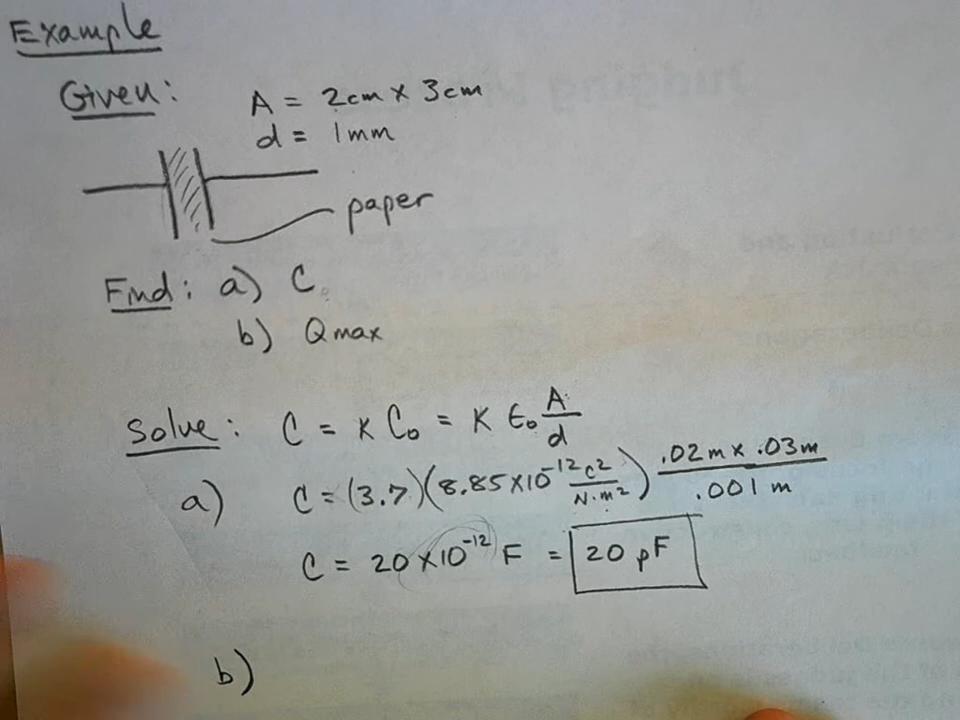 Example
Given: A = 2cm x 3cm
d = 1mm
paper
Find: a) C
b) Qmax
Solve: C = K C₀ = K ε₀ A/d
a) C = (3.7)(8.85x10⁻¹² C²/N·m²) .02m x .03m/.001 m
C = 20x10⁻¹² F = 20 pF
b)